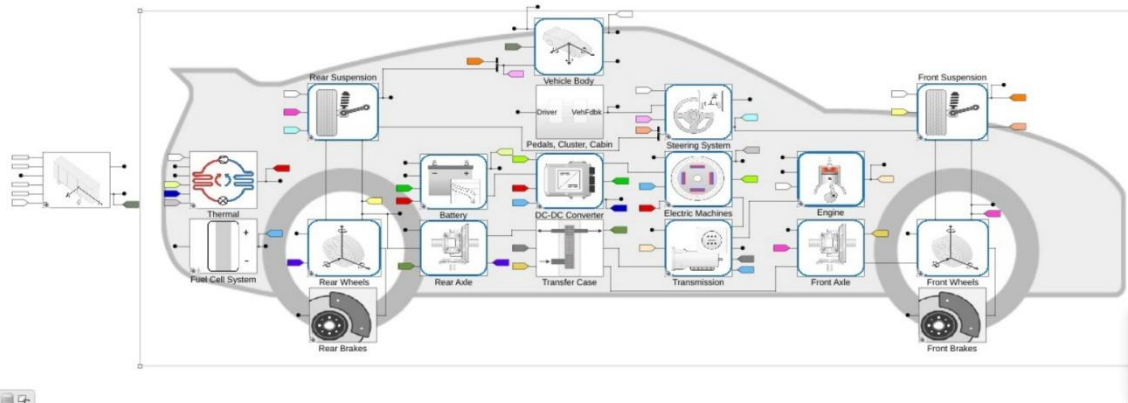 Vehicle Body
Rear Suspension
Front Suspension
Driver VehFdbk
Pedals, Cluster, Cabin
Steering System
Thermal
Battery
DC-DC Converter
Electric Machines
Engine
Fuel Cell System
+
-
Rear Wheels
Rear Axle
Transfer Case
Transmission
Front Axle
Front Wheels
Rear Brakes
Front Brakes